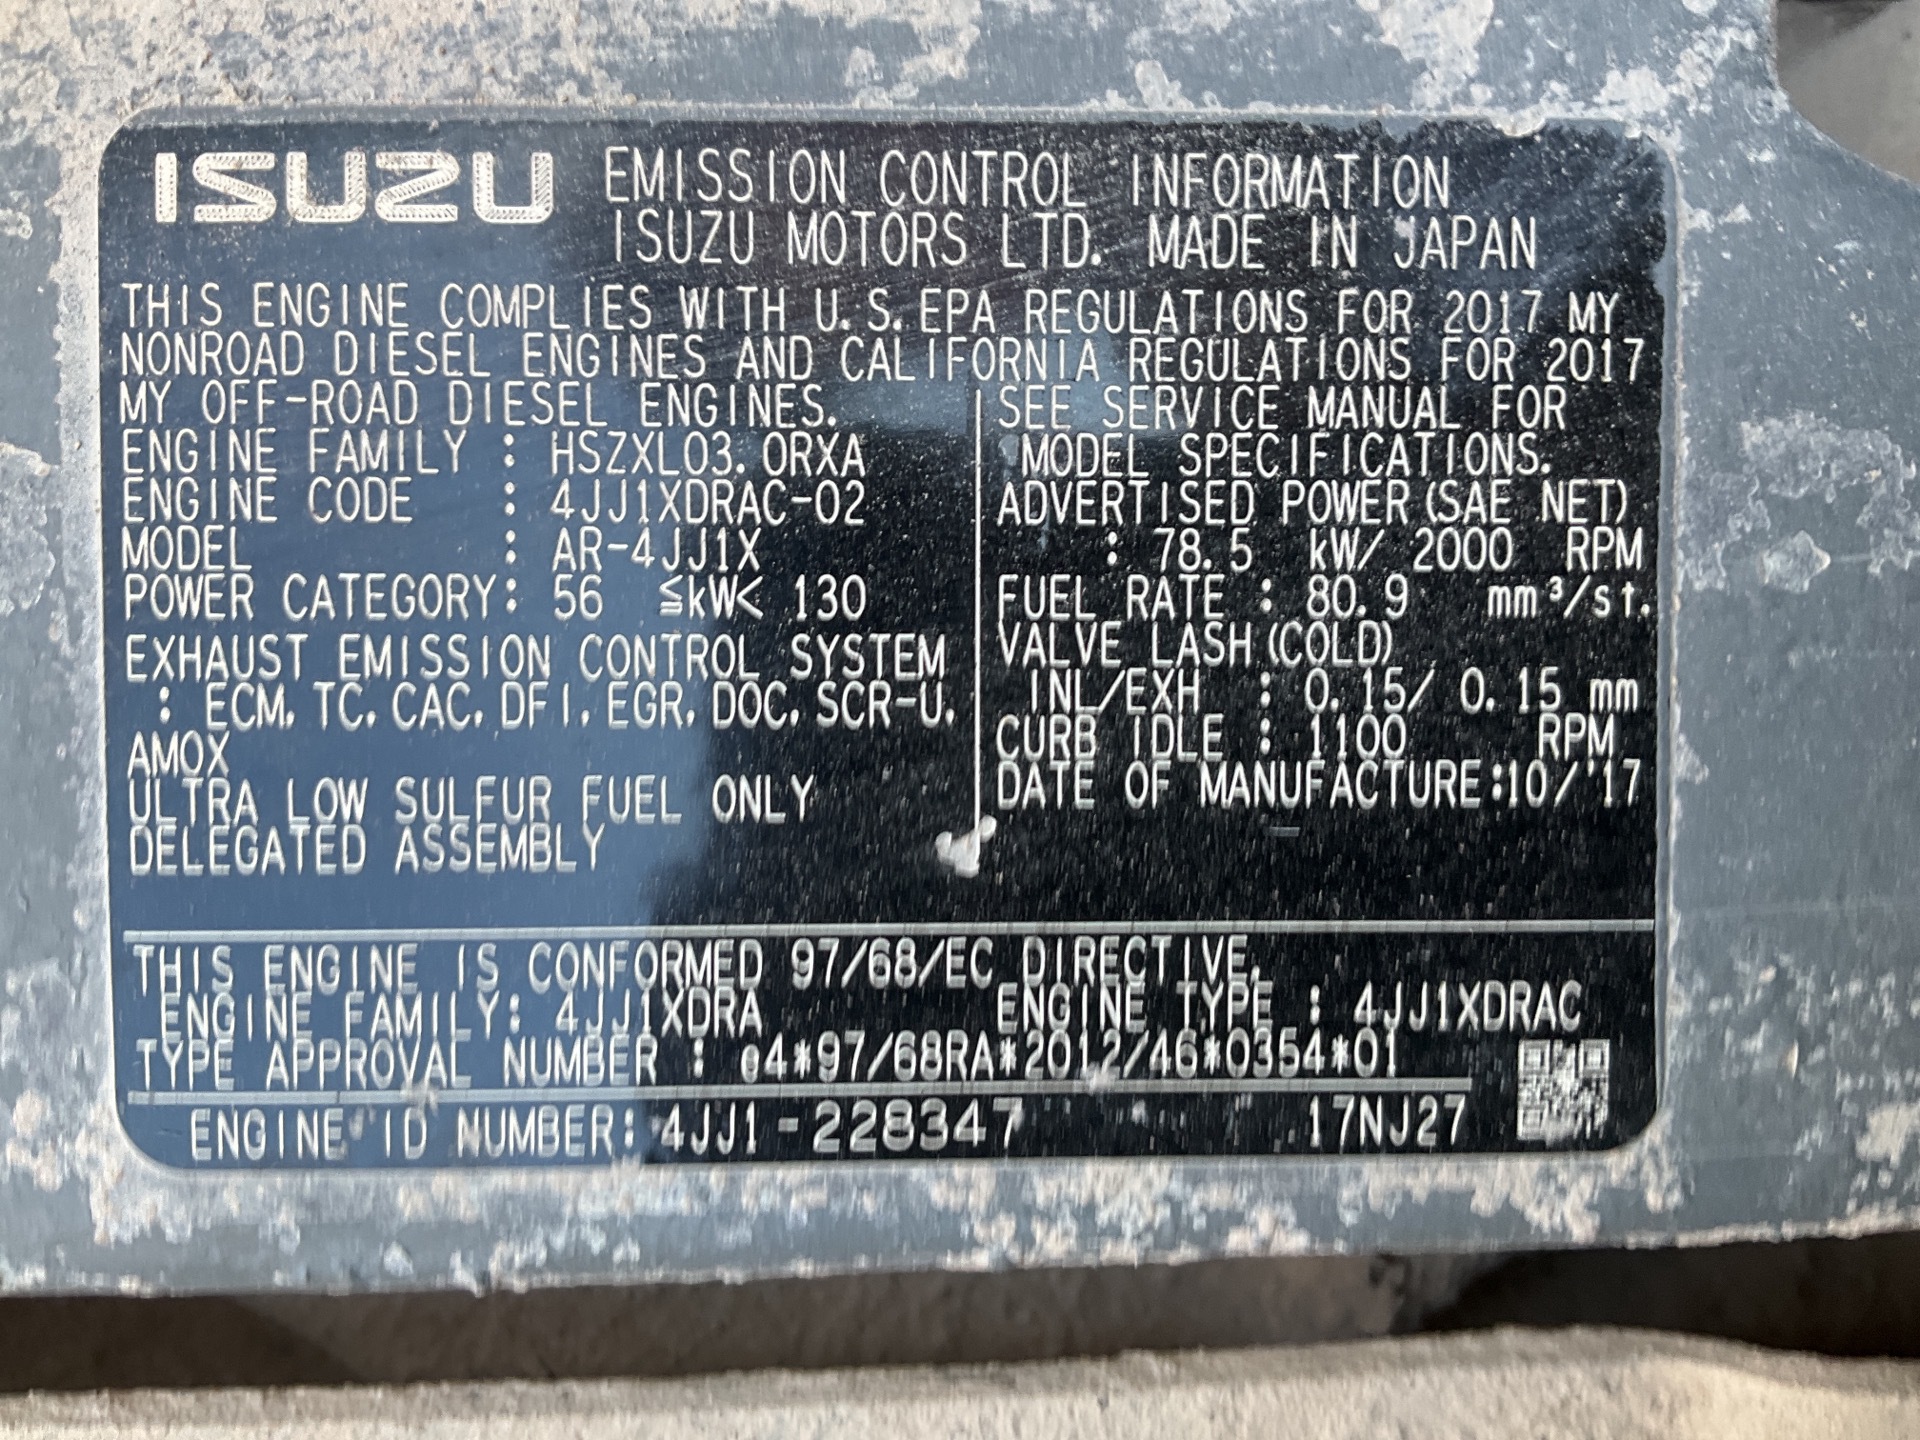 ISUZU EMISSION CONTROL INFORMATION
ISUZU MOTORS LTD. MADE IN JAPAN
THIS ENGINE COMPLIES WITH U.S.EPA REGULATIONS FOR 2017 MY
NONROAD DIESEL ENGINES AND CALIFORNIA REGULATIONS FOR 2017
MY OFF-ROAD DIESEL ENGINES.
ENGINE FAMILY : HSZXL03.0RXA
ENGINE CODE : 4JJ1XDRAC-02
MODEL : AR-4JJ1X
POWER CATEGORY: 56 ≦kW< 130
EXHAUST EMISSION CONTROL SYSTEM
: ECM, TC, CAC, DFI, EGR, DOC, SCR-U,
AMOX
ULTRA LOW SULFUR FUEL ONLY
DELEGATED ASSEMBLY
SEE SERVICE MANUAL FOR
MODEL SPECIFICATIONS.
ADVERTISED POWER(SAE NET)
: 78.5 kW/ 2000 RPM
FUEL RATE : 80.9 mm³/st.
VALVE LASH(COLD)
INL/EXH : 0.15/ 0.15 mm
CURB IDLE : 1100 RPM
DATE OF MANUFACTURE:10/'17
THIS ENGINE IS CONFORMED 97/68/EC DIRECTIVE.
ENGINE FAMILY: 4JJ1XDRA ENGINE TYPE : 4JJ1XDRAC
TYPE APPROVAL NUMBER : e4*97/68RA*2012/46*0354*01
ENGINE ID NUMBER: 4JJ1-228347 17NJ27